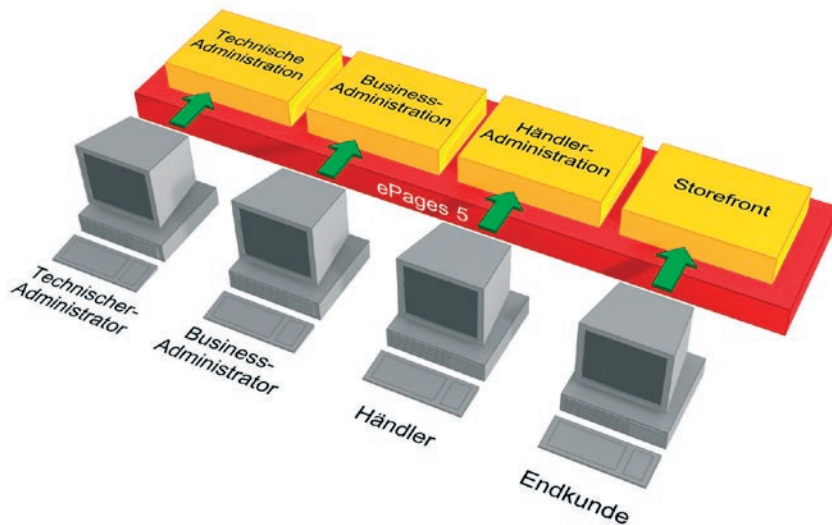 Technische
Administration
Business-
Administration
Händler-
Administration
Storefront
ePages 5
Technischer-
Administrator
Business-
Administrator
Händler
Endkunde